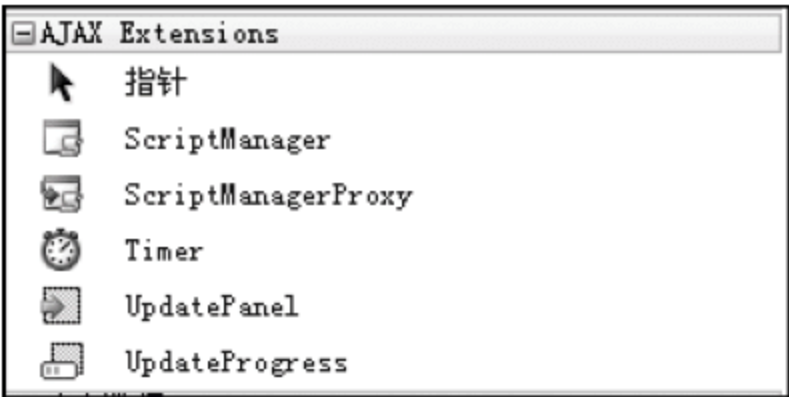 AJAX Extensions
指针
ScriptManager
ScriptManagerProxy
Timer
UpdatePanel
UpdateProgress